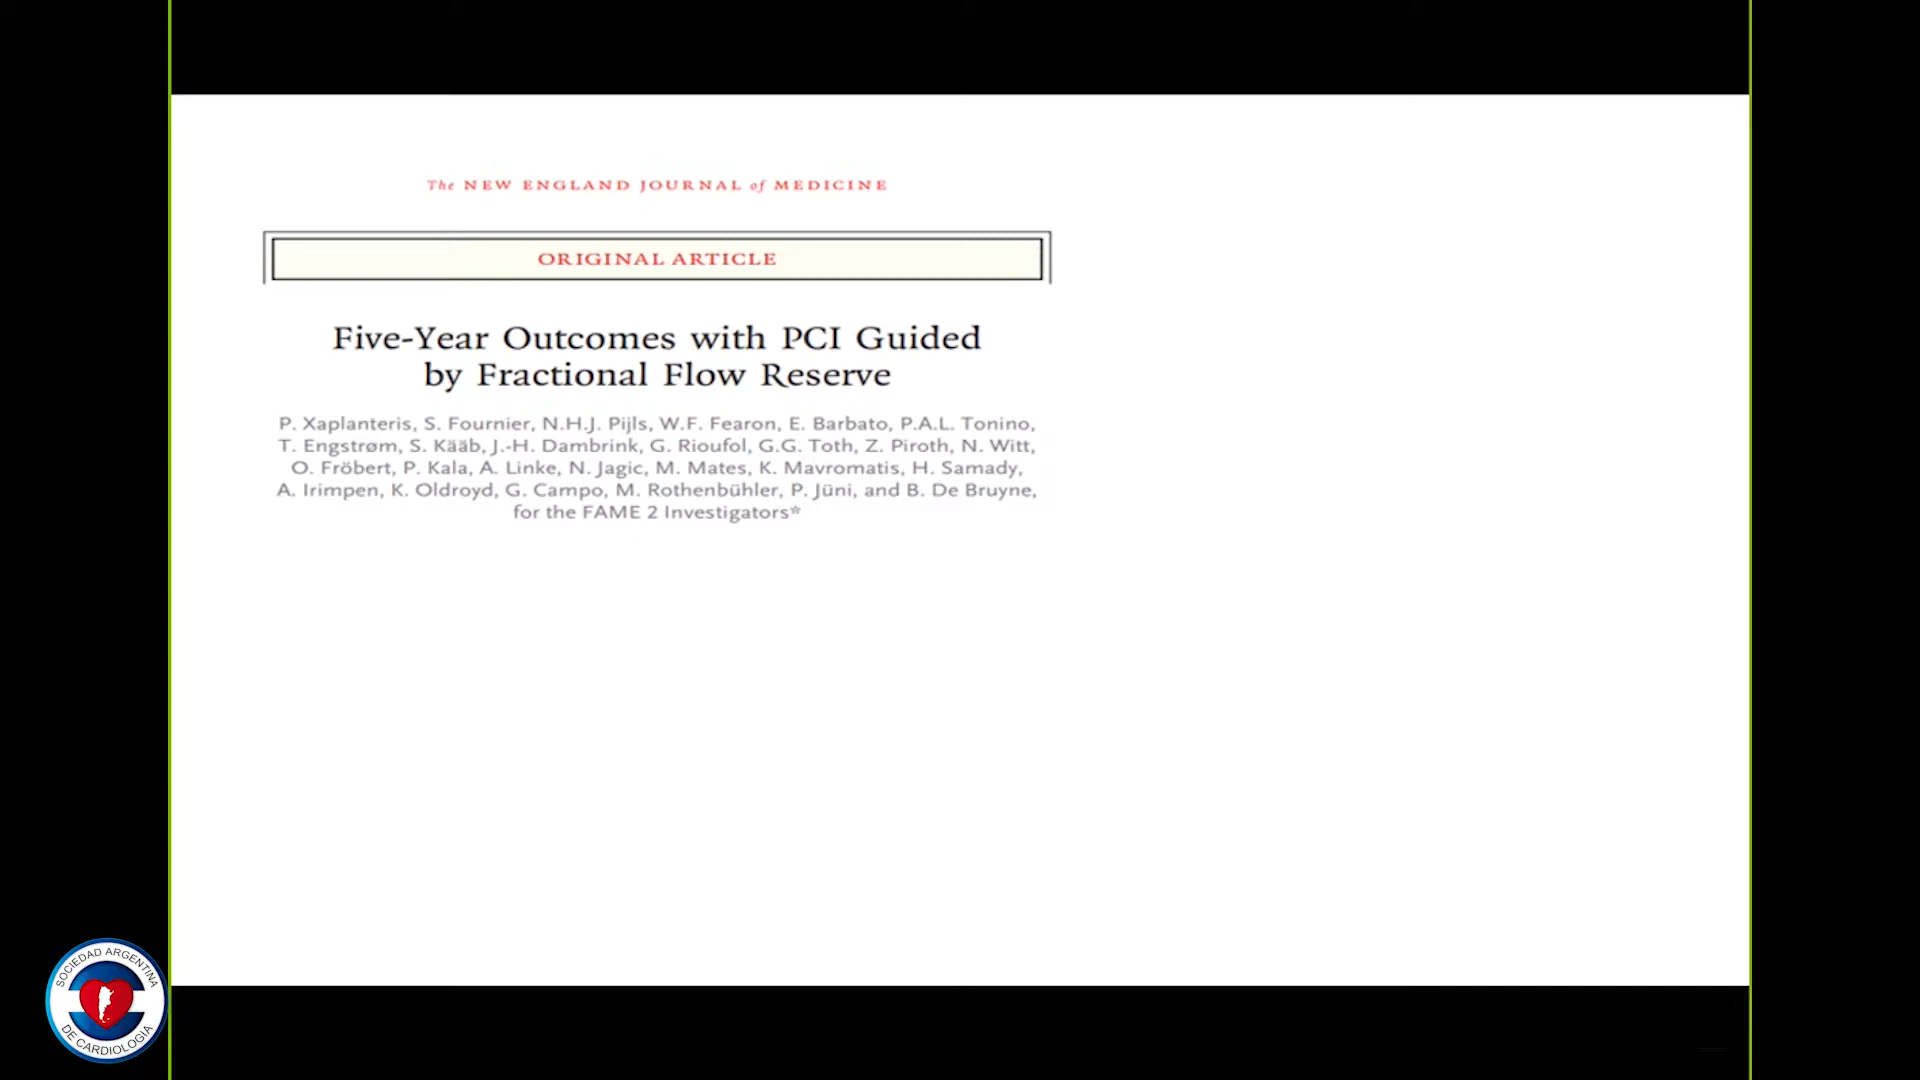 The NEW ENGLAND JOURNAL of MEDICINE
ORIGINAL ARTICLE
Five-Year Outcomes with PCI Guided
by Fractional Flow Reserve
P. Xaplanteris, S. Fournier, N.H.J. Pijls, W.F. Fearon, E. Barbato, P.A.L. Tonino,
T. Engstrøm, S. Kääb, J.-H. Dambrink, G. Rioufol, G.G. Toth, Z. Piroth, N. Witt,
O. Fröbert, P. Kala, A. Linke, N. Jagic, M. Mates, K. Mavromatis, H. Samady,
A. Irimpen, K. Oldroyd, G. Campo, M. Rothenbühler, P. Jüni, and B. De Bruyne,
for the FAME 2 Investigators*
SOCIEDAD ARGENTINA
DE CARDIOLOGIA